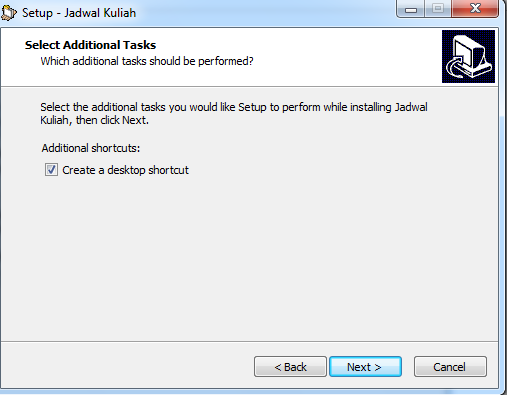 Setup - Jadwal Kuliah
Select Additional Tasks
Which additional tasks should be performed?
Select the additional tasks you would like Setup to perform while installing Jadwal
Kuliah, then click Next.
Additional shortcuts:
Create a desktop shortcut
< Back
Next >
Cancel